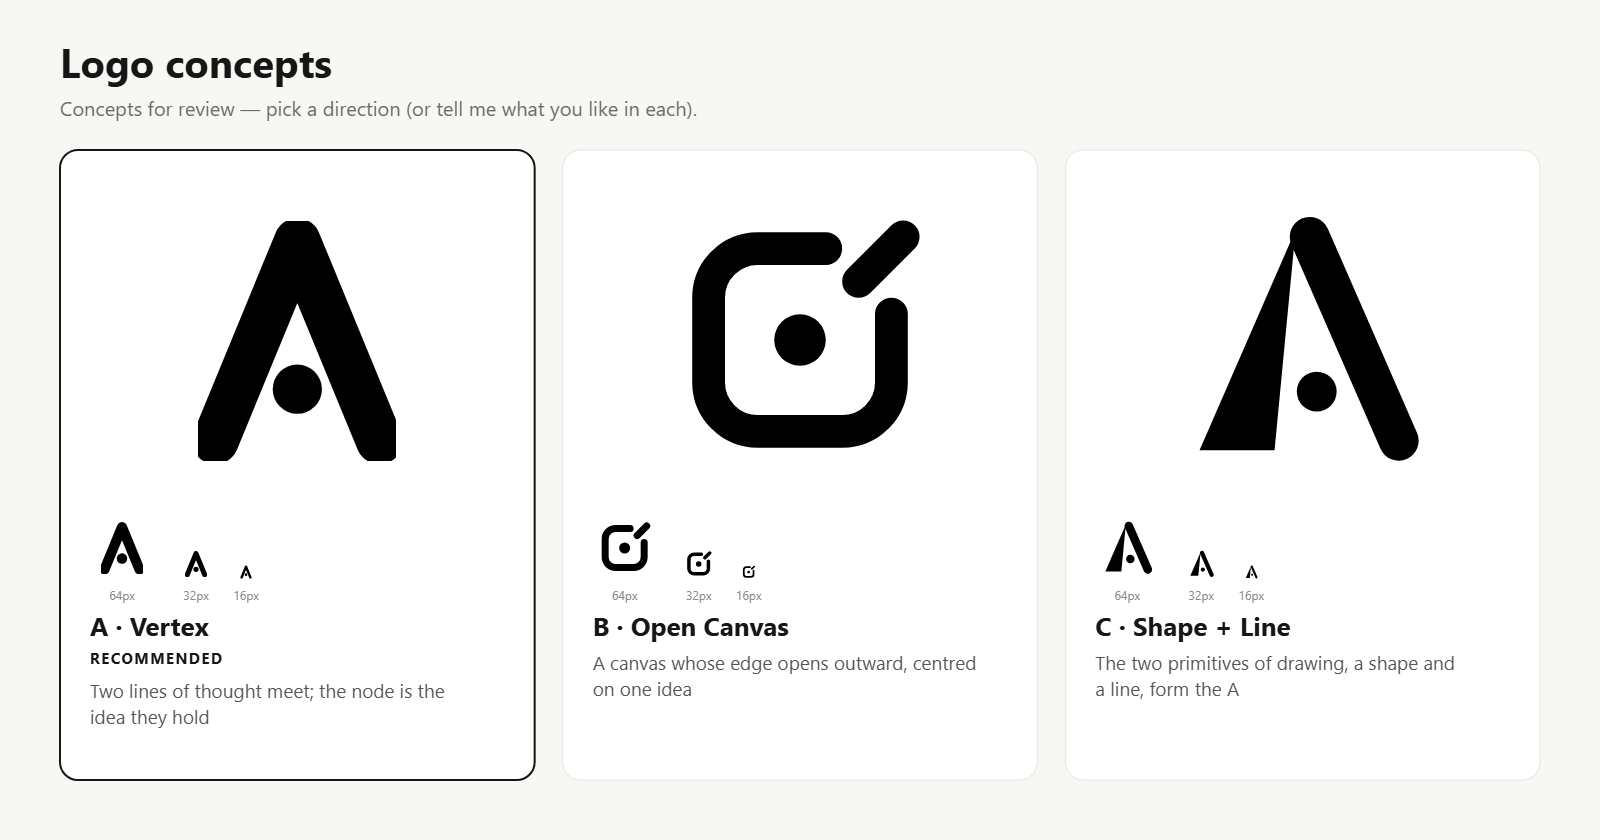 Logo concepts
Concepts for review — pick a direction (or tell me what you like in each).
64px 32px 16px
A · Vertex
RECOMMENDED
Two lines of thought meet; the node is the
idea they hold
64px 32px 16px
B · Open Canvas
A canvas whose edge opens outward, centred
on one idea
64px 32px 16px
C · Shape + Line
The two primitives of drawing, a shape and
a line, form the A